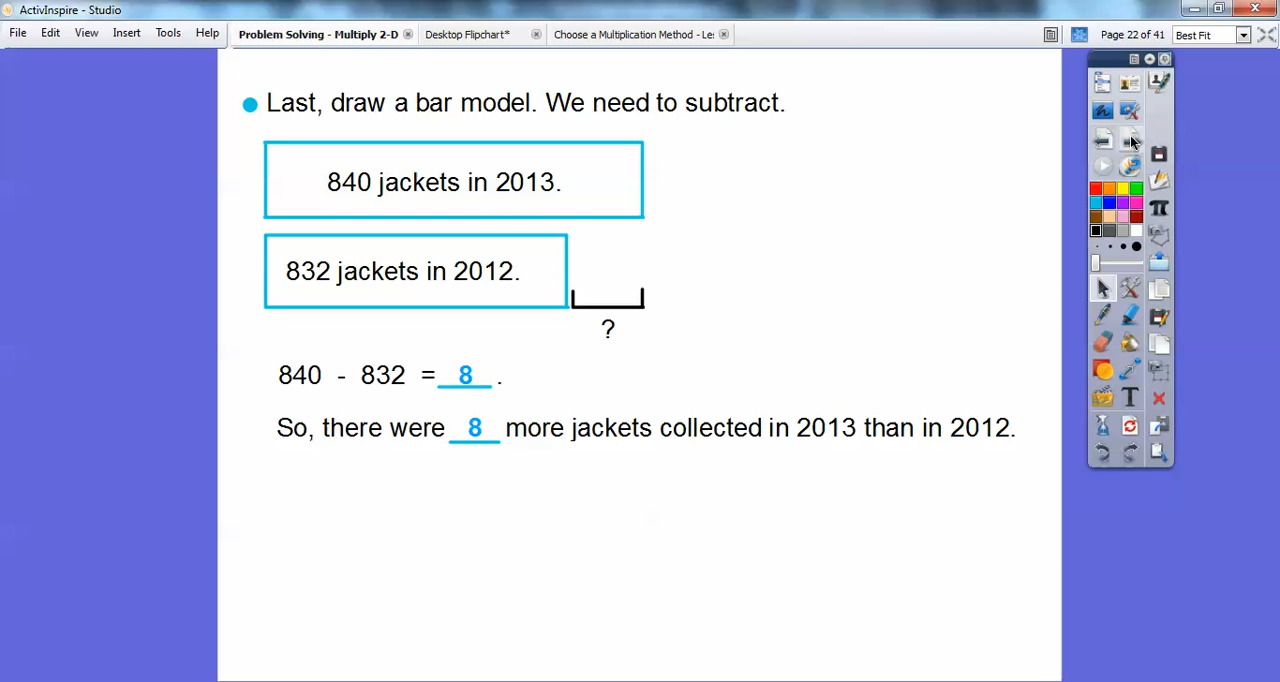 ActivInspire - Studio
File Edit View Insert Tools Help Problem Solving - Multiply 2-D Desktop Flipchart* Choose a Multiplication Method - Le: Page 22 of 41 Best Fit
Last, draw a bar model. We need to subtract.
840 jackets in 2013.
832 jackets in 2012.
?
840 - 832 = 8 .
So, there were 8 more jackets collected in 2013 than in 2012.